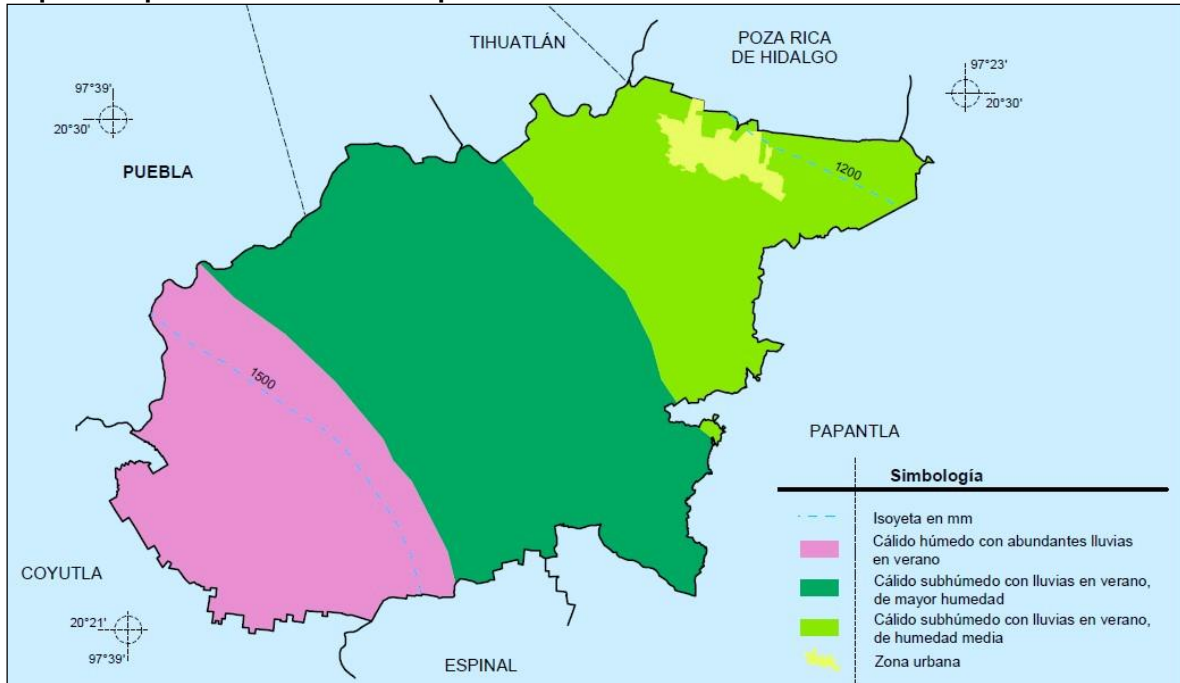 TIHUATLÁN
POZA RICA
DE HIDALGO
97°39'
20°30'
97°23'
20°30'
PUEBLA
1200
1500
PAPANTLA
Simbología
Isoyeta en mm
Cálido húmedo con abundantes lluvias
en verano
Cálido subhúmedo con lluvias en verano,
de mayor humedad
Cálido subhúmedo con lluvias en verano,
de humedad media
Zona urbana
COYUTLA
20°21'
97°39'
ESPINAL